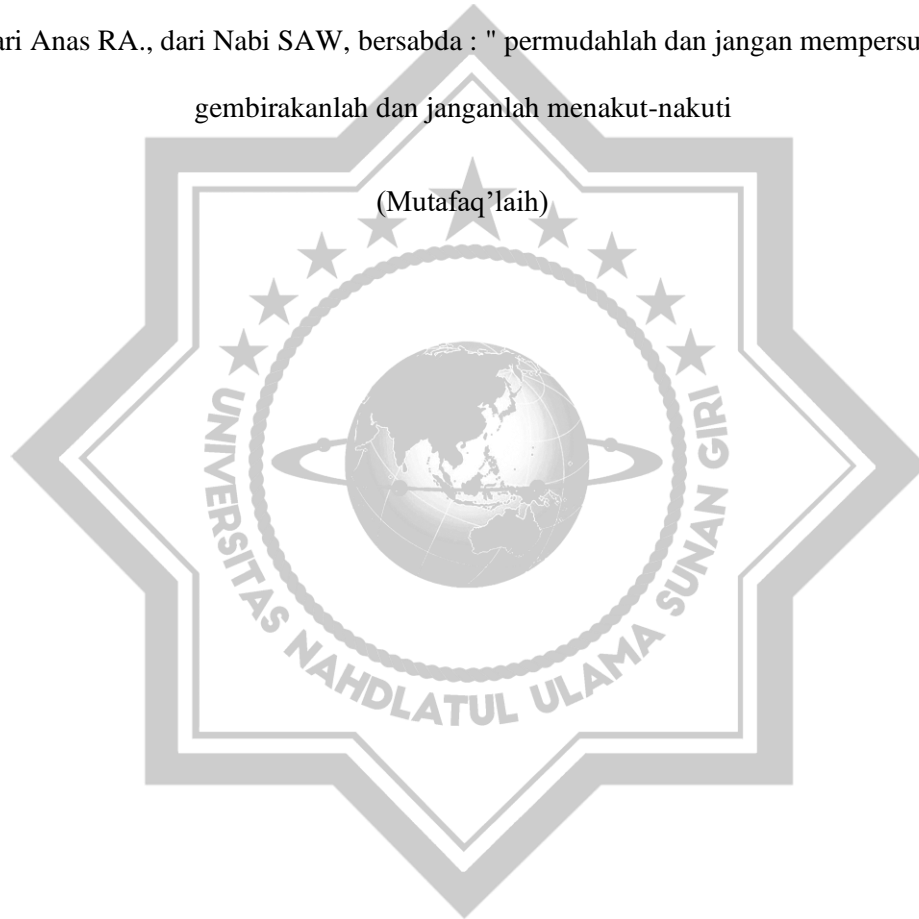 ari Anas RA., dari Nabi SAW, bersabda : " permudahlah dan jangan mempersu
gembirakanlah dan janganlah menakut-nakuti
(Mutafaq'laih)
UNIVERSITAS NAHDLATUL ULAMA SUNAN GIRI